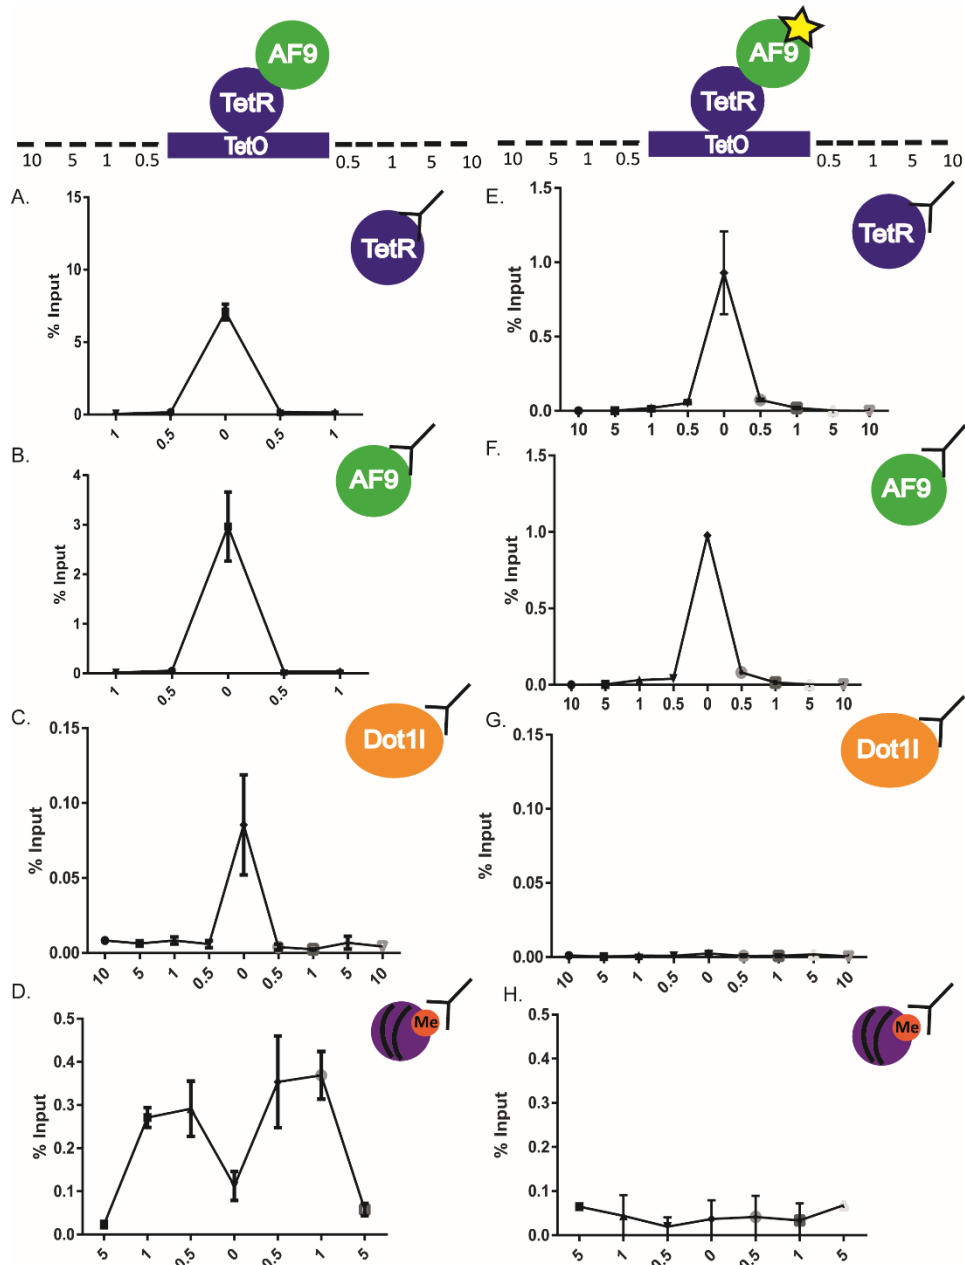 AF9
TetR
TetO
10 5 1 0.5 0.5 1 5 10
AF9
TetR
TetO
10 5 1 0.5 0.5 1 5 10
A.
TetR
% Input
15
10
5
0
1 0.5 0 0.5 1
E.
TetR
% Input
1.5
1.0
0.5
0.0
10 5 1 0.5 0 0.5 1 5 10
B.
AF9
% Input
4
3
2
1
0
1 0.5 0 0.5 1
F.
AF9
% Input
1.5
1.0
0.5
0.0
10 5 1 0.5 0 0.5 1 5 10
C.
Dot1l
% Input
0.15
0.10
0.05
0.00
10 5 1 0.5 0 0.5 1 5 10
G.
Dot1l
% Input
0.15
0.10
0.05
0.00
10 5 1 0.5 0 0.5 1 5 10
D.
Me
% Input
0.5
0.4
0.3
0.2
0.1
0.0
5 1 0.5 0 0.5 1 5
H.
Me
% Input
0.5
0.4
0.3
0.2
0.1
0.0
5 1 0.5 0 0.5 1 5